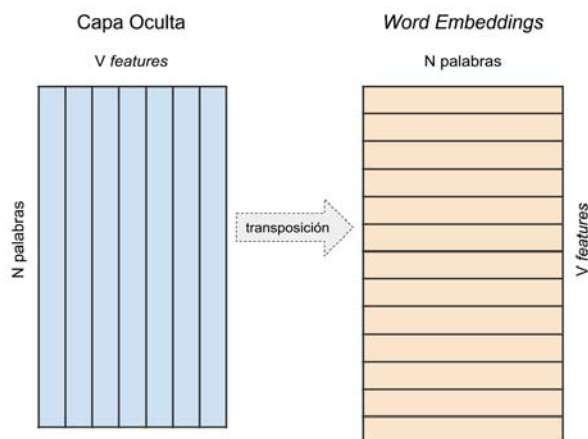 Capa Oculta
V features
N palabras
transposición
Word Embeddings
N palabras
V features